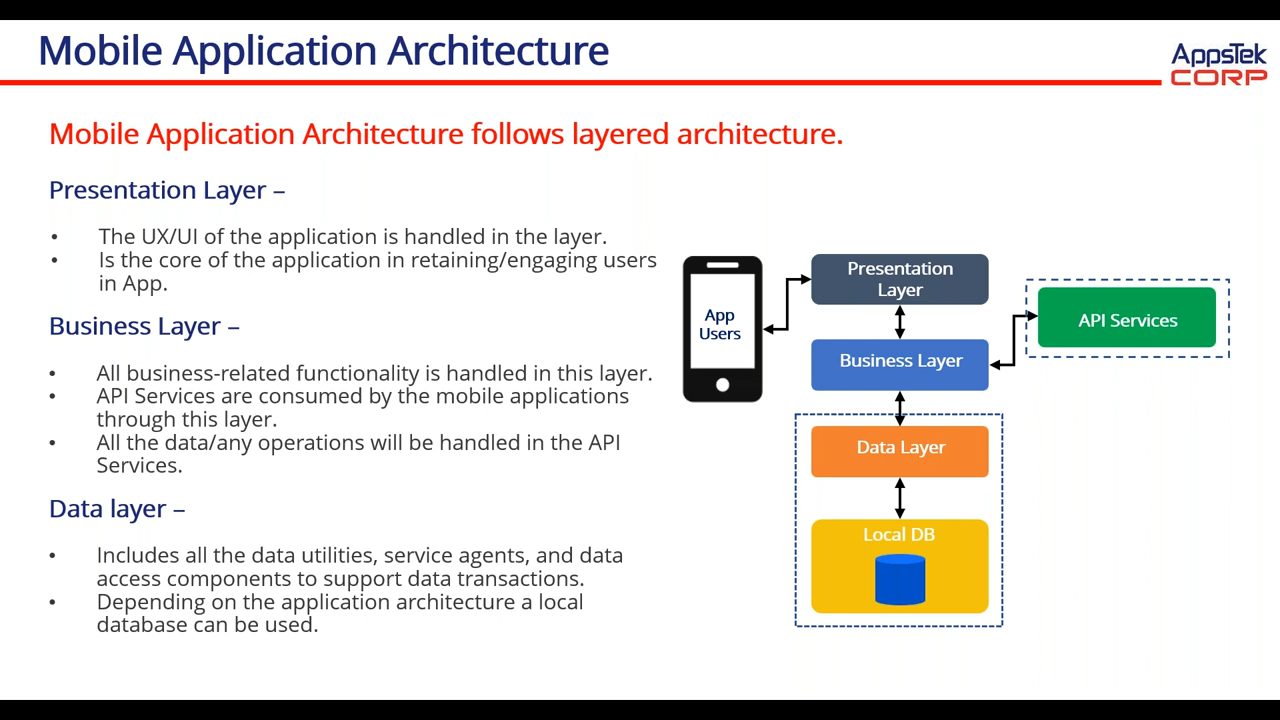 Mobile Application Architecture
AppsTek
CORP
Mobile Application Architecture follows layered architecture.
Presentation Layer –
• The UX/UI of the application is handled in the layer.
• Is the core of the application in retaining/engaging users
in App.
Business Layer –
• All business-related functionality is handled in this layer.
• API Services are consumed by the mobile applications
through this layer.
• All the data/any operations will be handled in the API
Services.
Data layer –
• Includes all the data utilities, service agents, and data
access components to support data transactions.
• Depending on the application architecture a local
database can be used.
App
Users
Presentation
Layer
Business Layer
API Services
Data Layer
Local DB